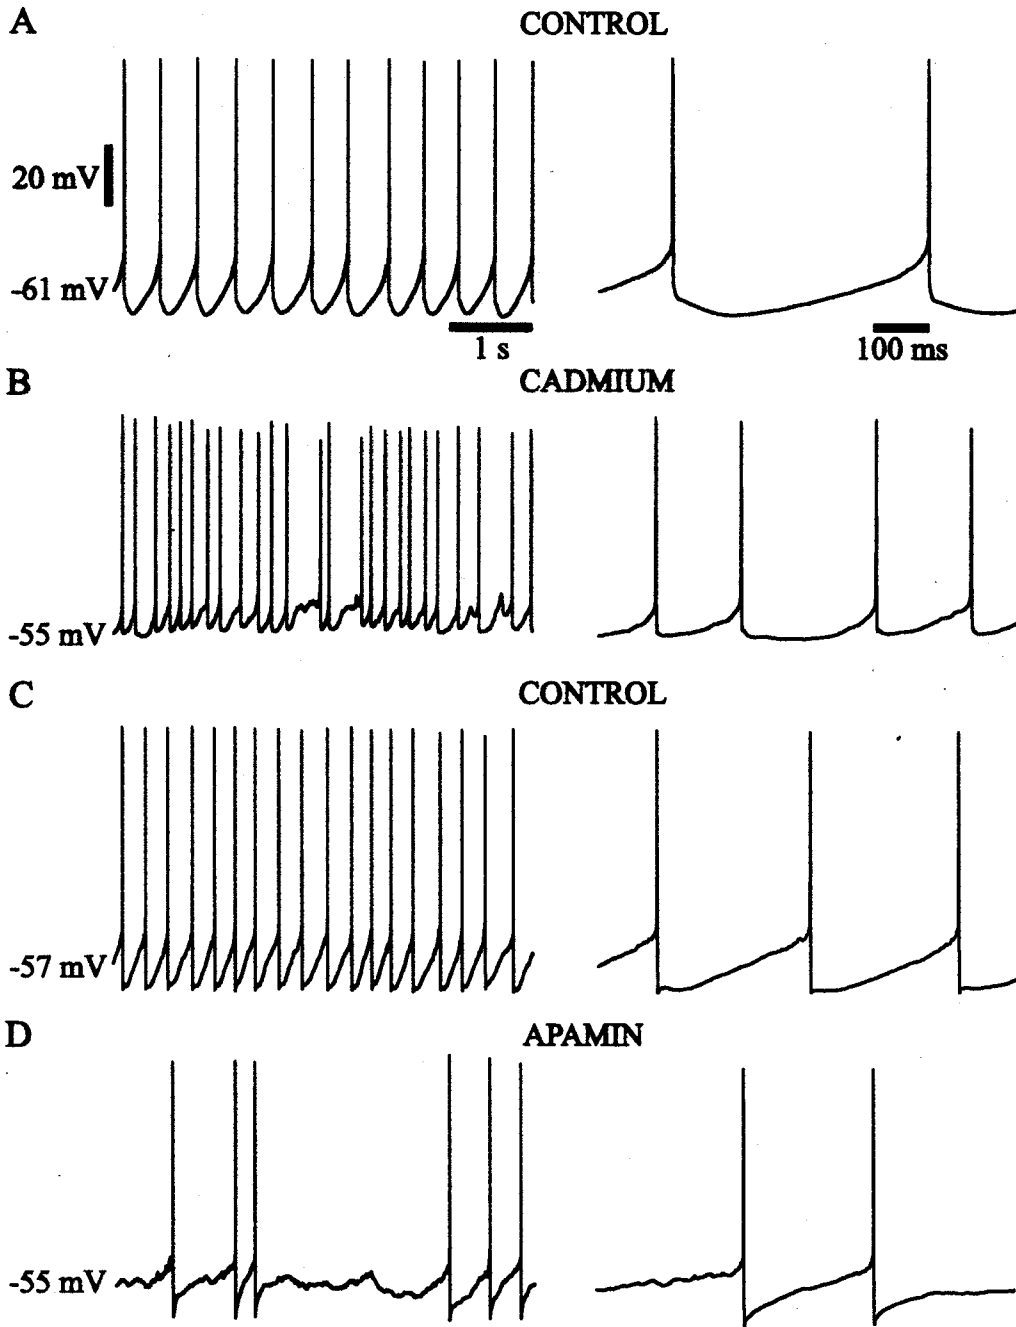 A
CONTROL
20 mV
-61 mV
1 s
100 ms
B
CADMIUM
-55 mV
C
CONTROL
-57 mV
D
APAMIN
-55 mV